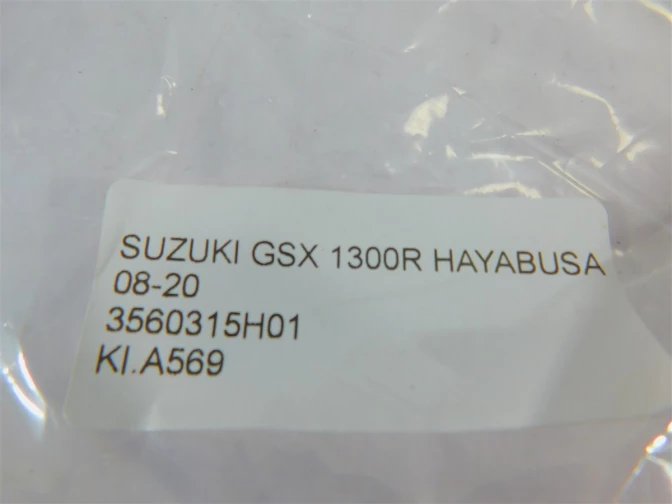 SUZUKI GSX 1300R HAYABUSA
08-20
3560315H01
KI.A569